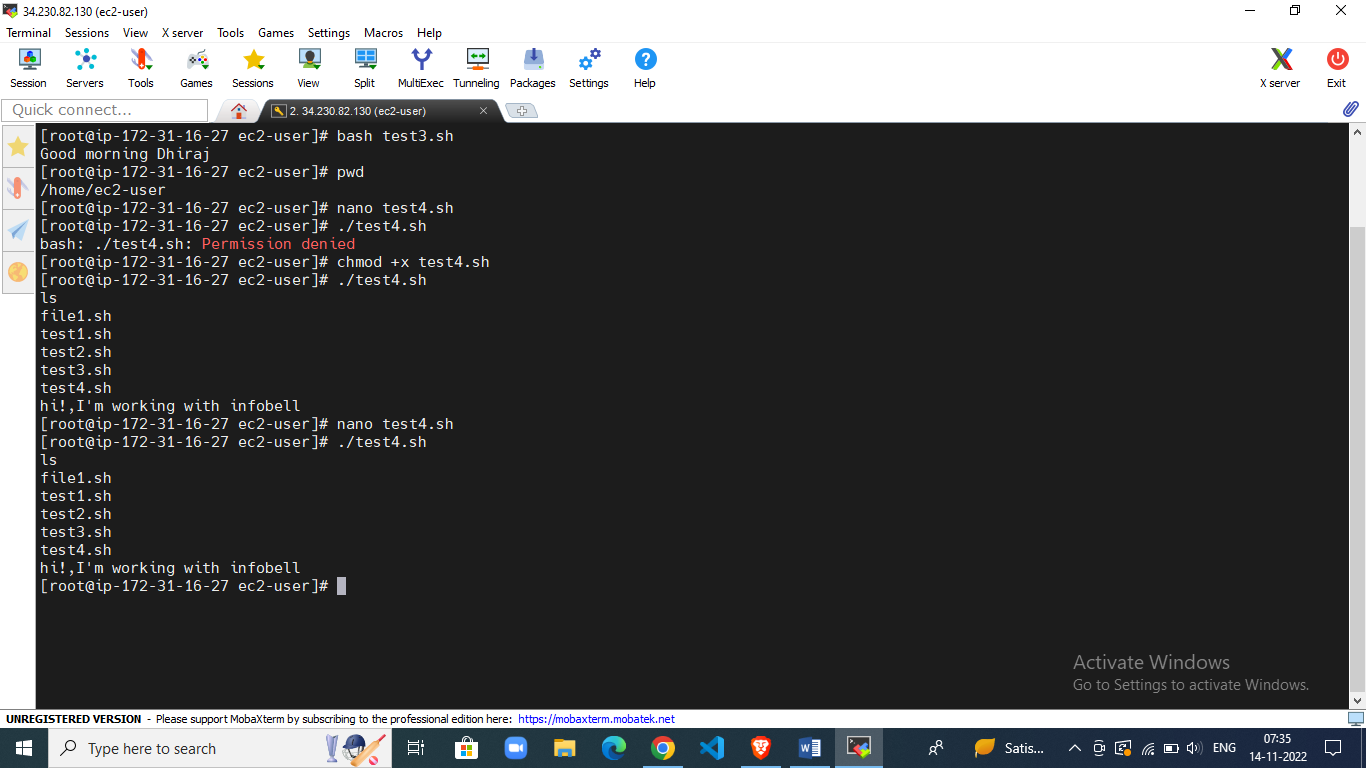 34.230.82.130 (ec2-user)
Terminal Sessions View X server Tools Games Settings Macros Help
Session Servers Tools Games Sessions View Split MultiExec Tunneling Packages Settings Help X server Exit
Quick connect... 2. 34.230.82.130 (ec2-user)
[root@ip-172-31-16-27 ec2-user]# bash test3.sh
Good morning Dhiraj
[root@ip-172-31-16-27 ec2-user]# pwd
/home/ec2-user
[root@ip-172-31-16-27 ec2-user]# nano test4.sh
[root@ip-172-31-16-27 ec2-user]# ./test4.sh
bash: ./test4.sh: Permission denied
[root@ip-172-31-16-27 ec2-user]# chmod +x test4.sh
[root@ip-172-31-16-27 ec2-user]# ./test4.sh
ls
file1.sh
test1.sh
test2.sh
test3.sh
test4.sh
hi!,I'm working with infobell
[root@ip-172-31-16-27 ec2-user]# nano test4.sh
[root@ip-172-31-16-27 ec2-user]# ./test4.sh
ls
file1.sh
test1.sh
test2.sh
test3.sh
test4.sh
hi!,I'm working with infobell
[root@ip-172-31-16-27 ec2-user]#
Activate Windows
Go to Settings to activate Windows.
UNREGISTERED VERSION - Please support MobaXterm by subscribing to the professional edition here: https://mobaxterm.mobatek.net
Type here to search Satis... ENG 07:35
14-11-2022